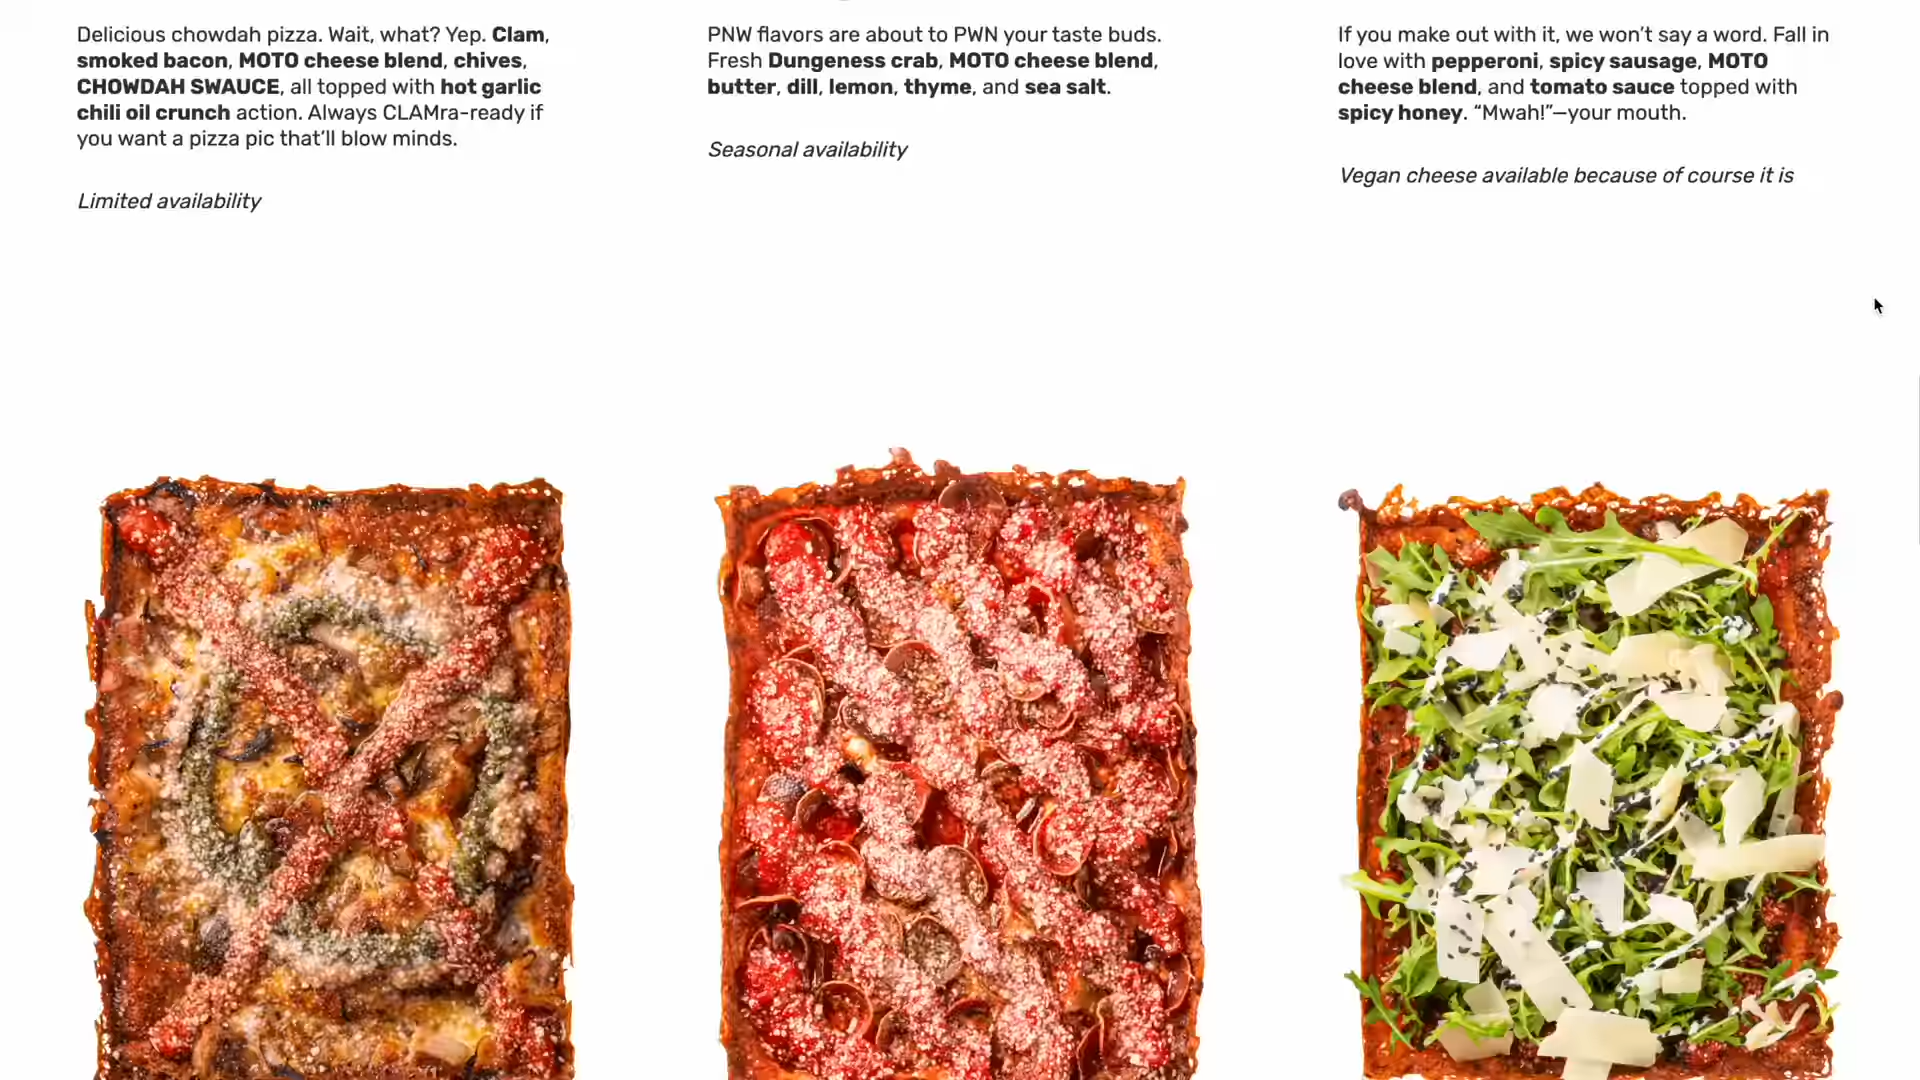 Delicious chowdah pizza. Wait, what? Yep. Clam,
smoked bacon, MOTO cheese blend, chives,
CHOWDAH SWAUCE, all topped with hot garlic
chili oil crunch action. Always CLAMra-ready if
you want a pizza pic that’ll blow minds.
Limited availability
PNW flavors are about to PWN your taste buds.
Fresh Dungeness crab, MOTO cheese blend,
butter, dill, lemon, thyme, and sea salt.
Seasonal availability
If you make out with it, we won’t say a word. Fall in
love with pepperoni, spicy sausage, MOTO
cheese blend, and tomato sauce topped with
spicy honey. “Mwah!”—your mouth.
Vegan cheese available because of course it is